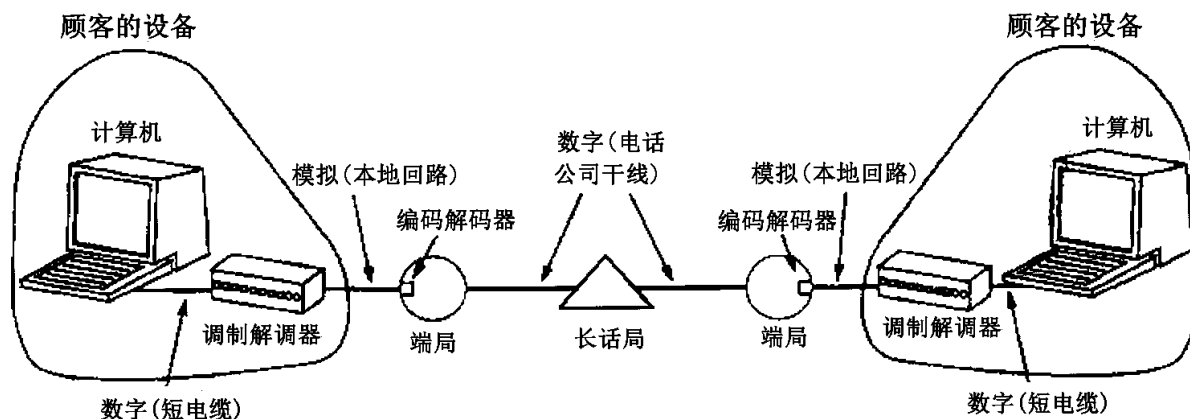 顾客的设备
顾客的设备
计算机
计算机
数字(电话
公司干线)
模拟(本地回路)
模拟(本地回路)
编码解码器
编码解码器
调制解调器
端局
长话局
端局
调制解调器
数字(短电缆)
数字(短电缆)